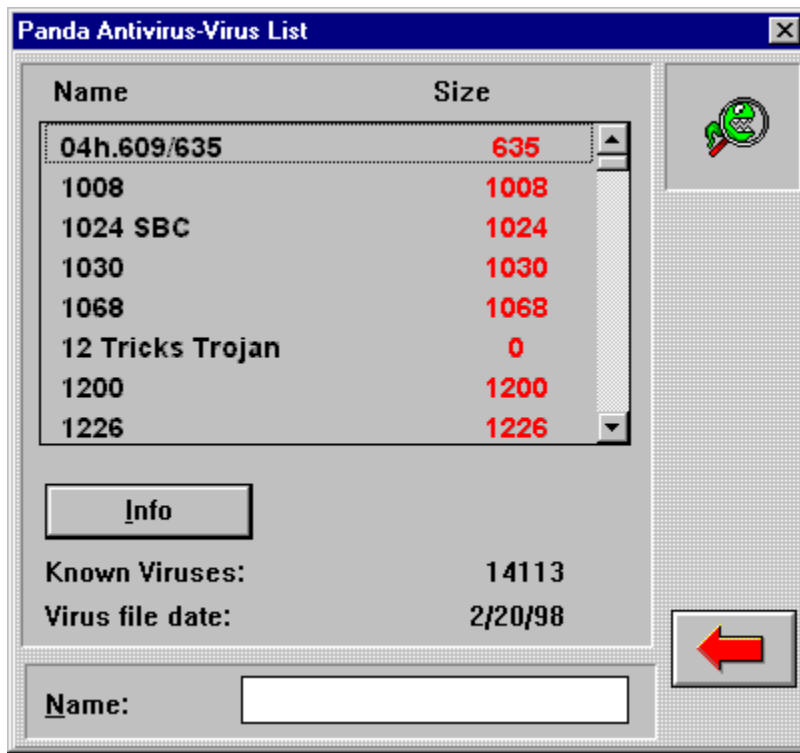 Panda Antivirus-Virus List
Name Size
04h.609/635 635
1008 1008
1024 SBC 1024
1030 1030
1068 1068
12 Tricks Trojan 0
1200 1200
1226 1226
Info
Known Viruses: 14113
Virus file date: 2/20/98
Name: